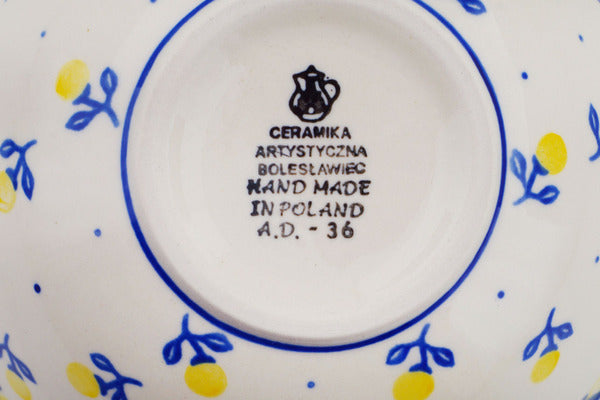 CERAMIKA
ARTYSTYCZNA
BOLESŁAWIEC
HAND MADE
IN POLAND
A.D. - 36